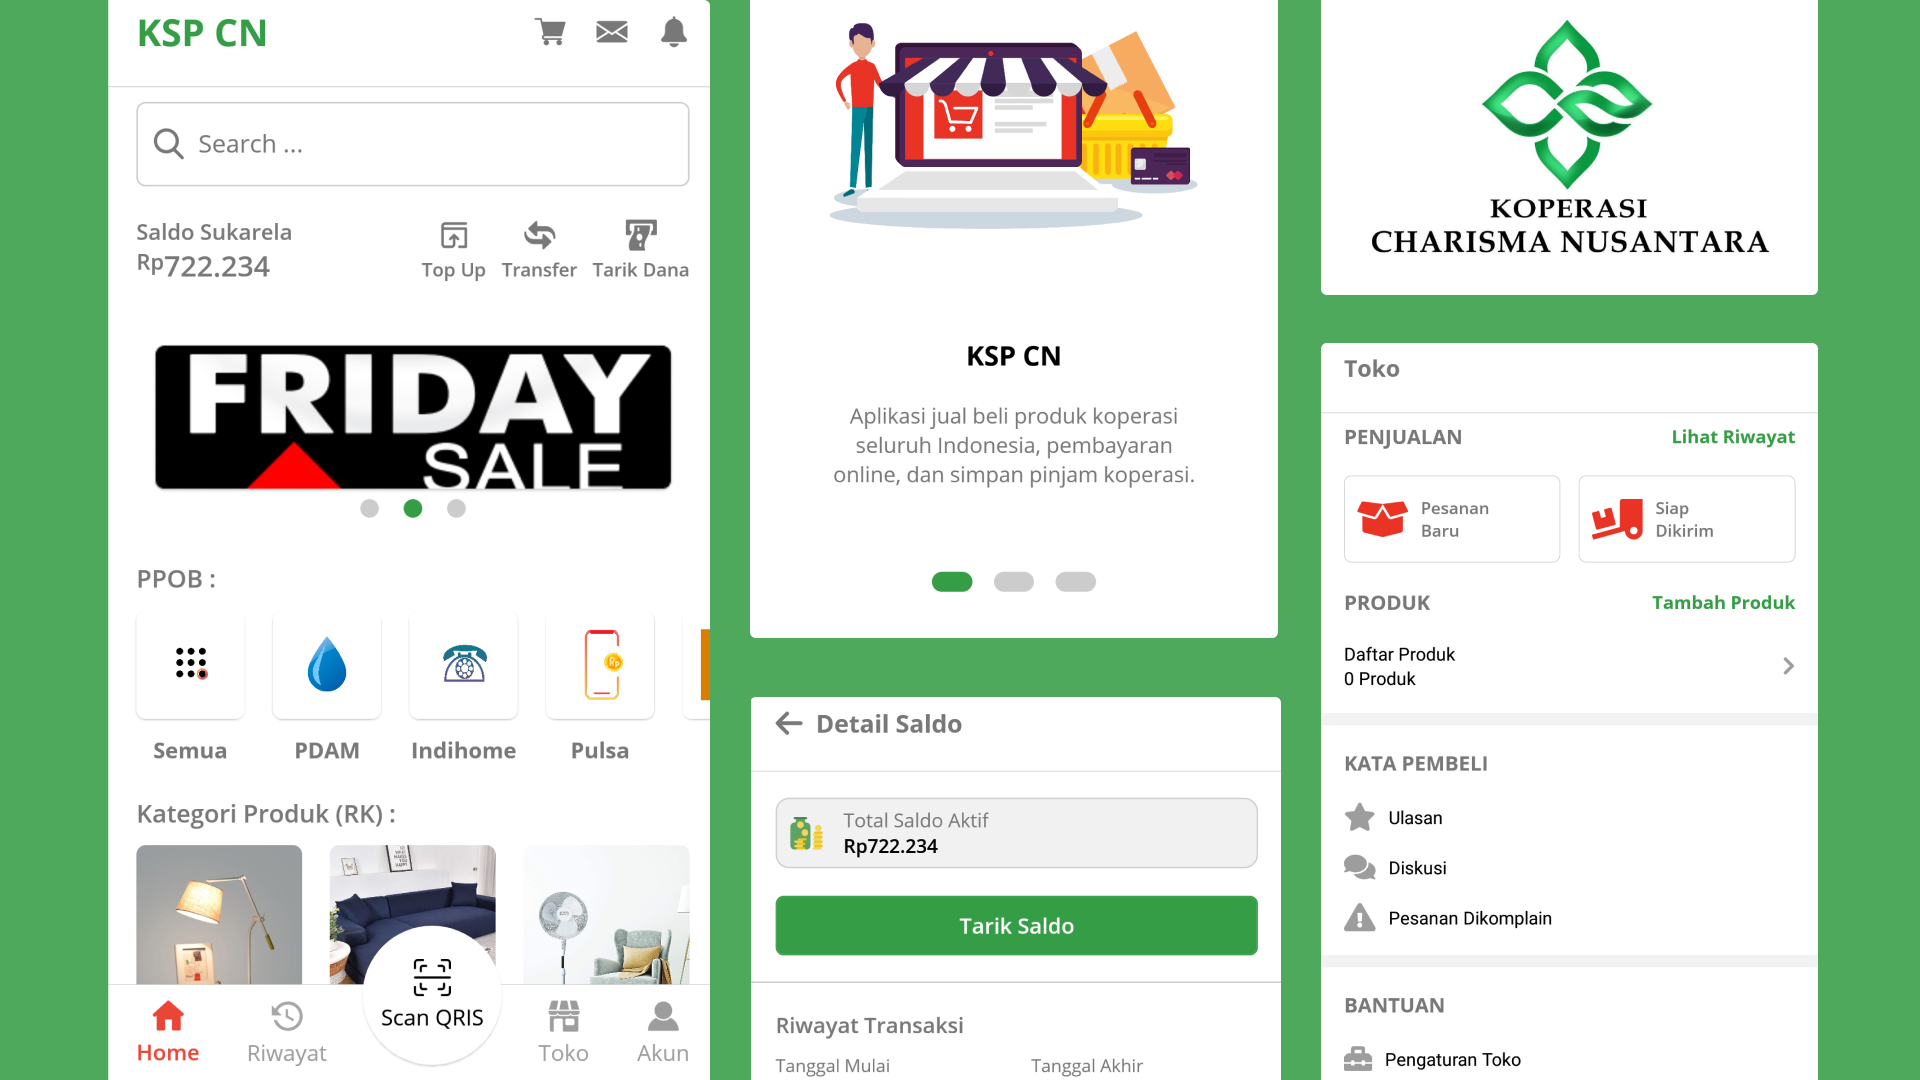 KSP CN
Search ...
Saldo Sukarela
Rp722.234
Top Up
Transfer
Tarik Dana
FRIDAY
SALE
PPOB :
Semua
PDAM
Indihome
Pulsa
Kategori Produk (RK) :
Scan QRIS
Home
Riwayat
Toko
Akun
KSP CN
Aplikasi jual beli produk koperasi
seluruh Indonesia, pembayaran
online, dan simpan pinjam koperasi.
Detail Saldo
Total Saldo Aktif
Rp722.234
Tarik Saldo
Riwayat Transaksi
Tanggal Mulai
Tanggal Akhir
KOPERASI
CHARISMA NUSANTARA
Toko
PENJUALAN
Lihat Riwayat
Pesanan
Baru
Siap
Dikirim
PRODUK
Tambah Produk
Daftar Produk
0 Produk
KATA PEMBELI
Ulasan
Diskusi
Pesanan Dikomplain
BANTUAN
Pengaturan Toko